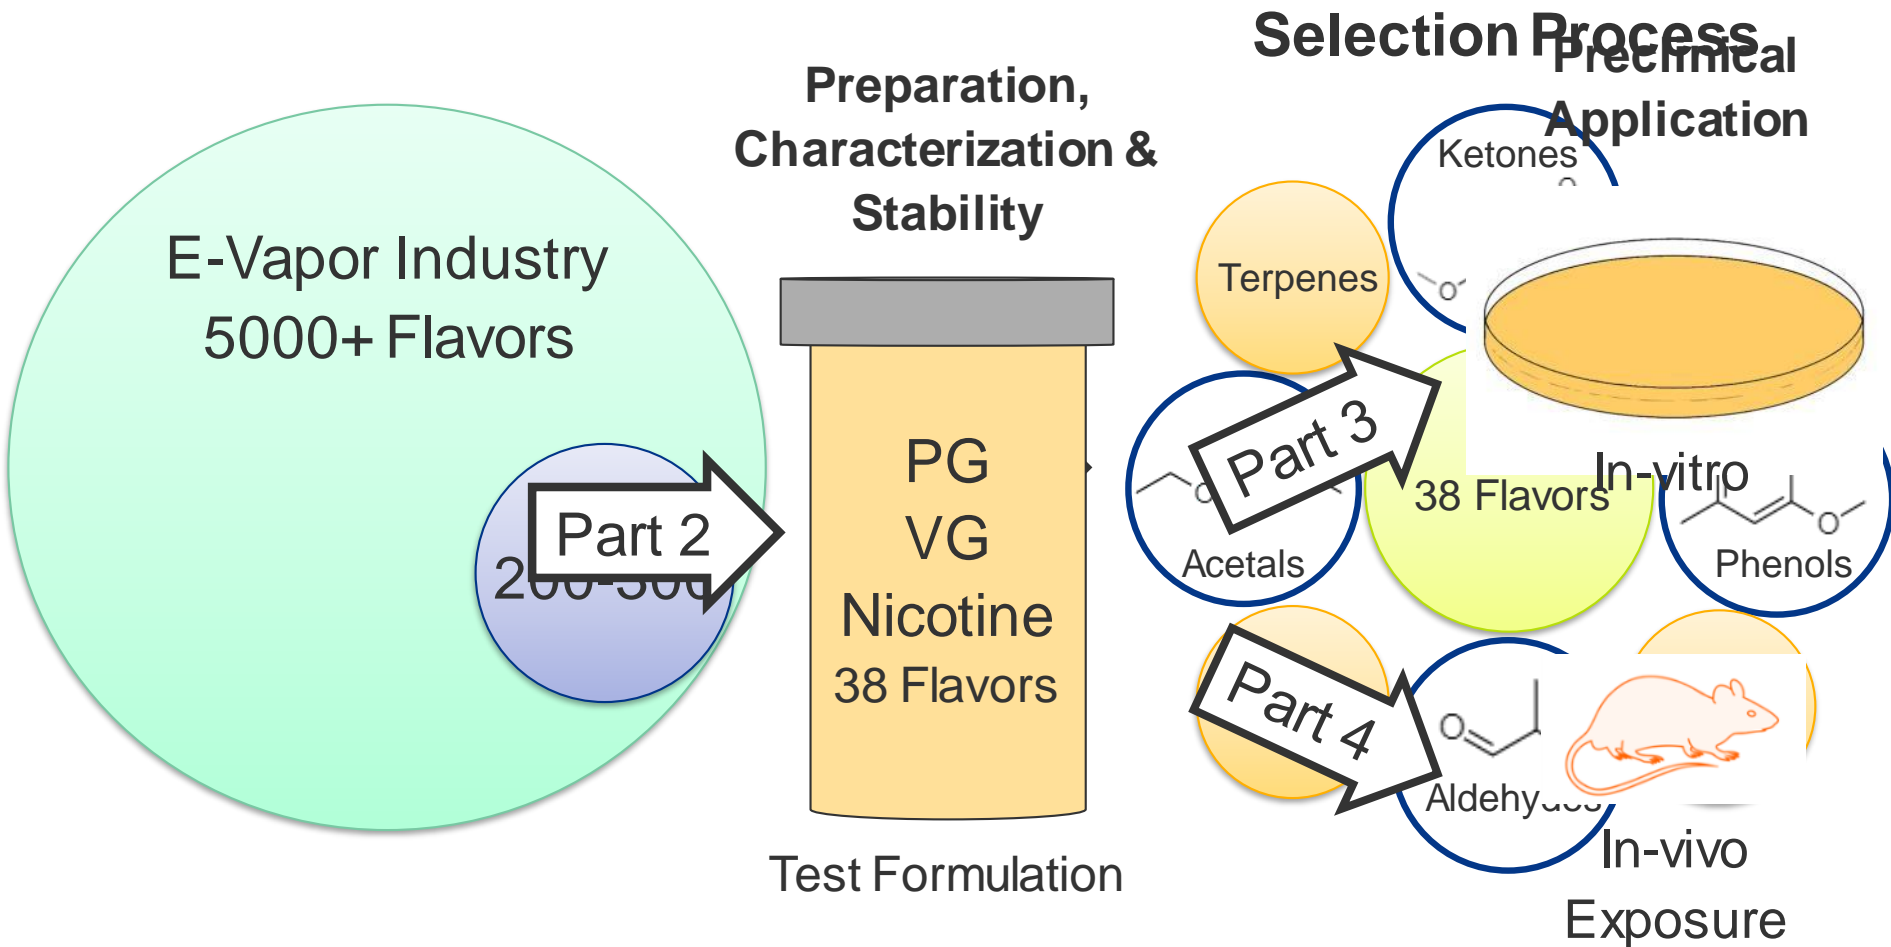 Selection Process
Preclinical
Application
Preparation,
Characterization &
Stability
E-Vapor Industry
5000+ Flavors
Part 2
PG
VG
Nicotine
38 Flavors
Test Formulation
Ketones
Terpenes
Part 3
Acetals
38 Flavors
In-vitro
Phenols
Part 4
Aldehydes
In-vivo
Exposure